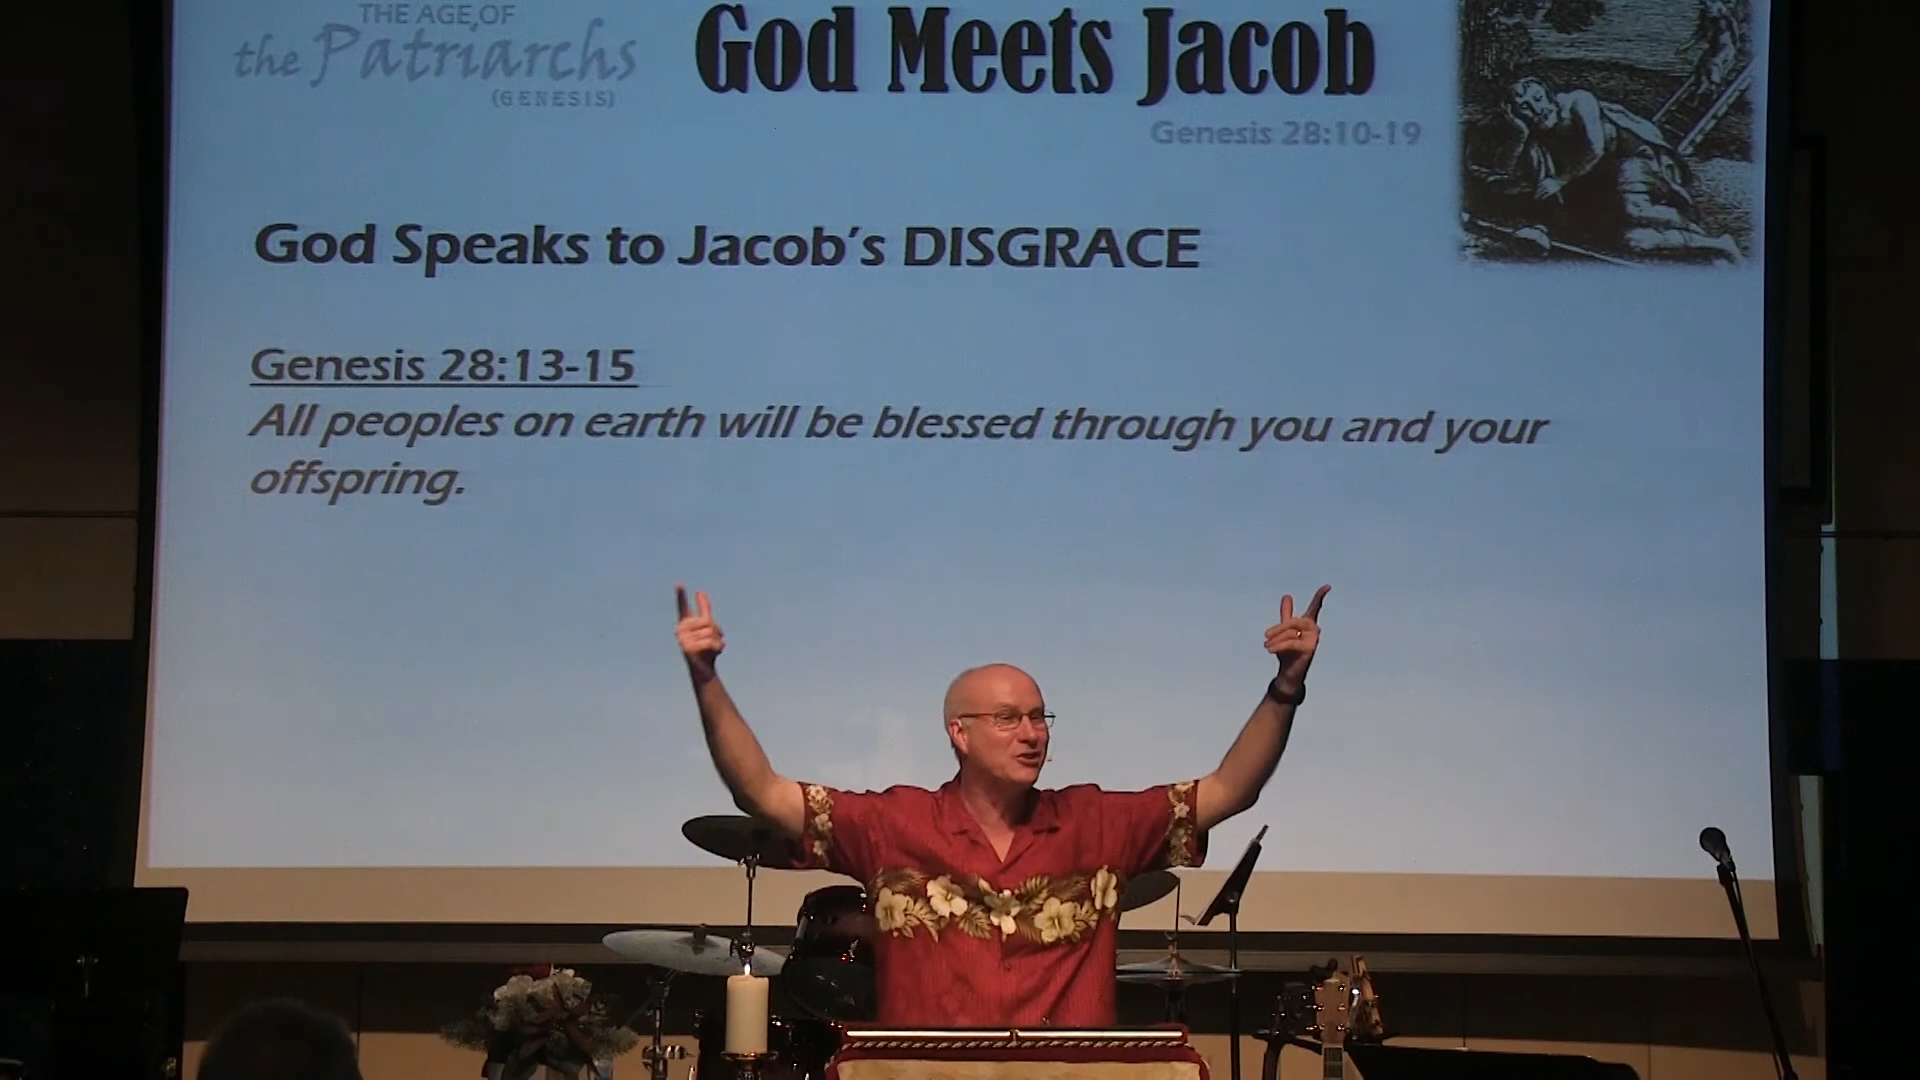 THE AGE OF
the Patriarchs
(GENESIS)
God Meets Jacob
Genesis 28:10-19
God Speaks to Jacob's DISGRACE
Genesis 28:13-15
All peoples on earth will be blessed through you and your
offspring.